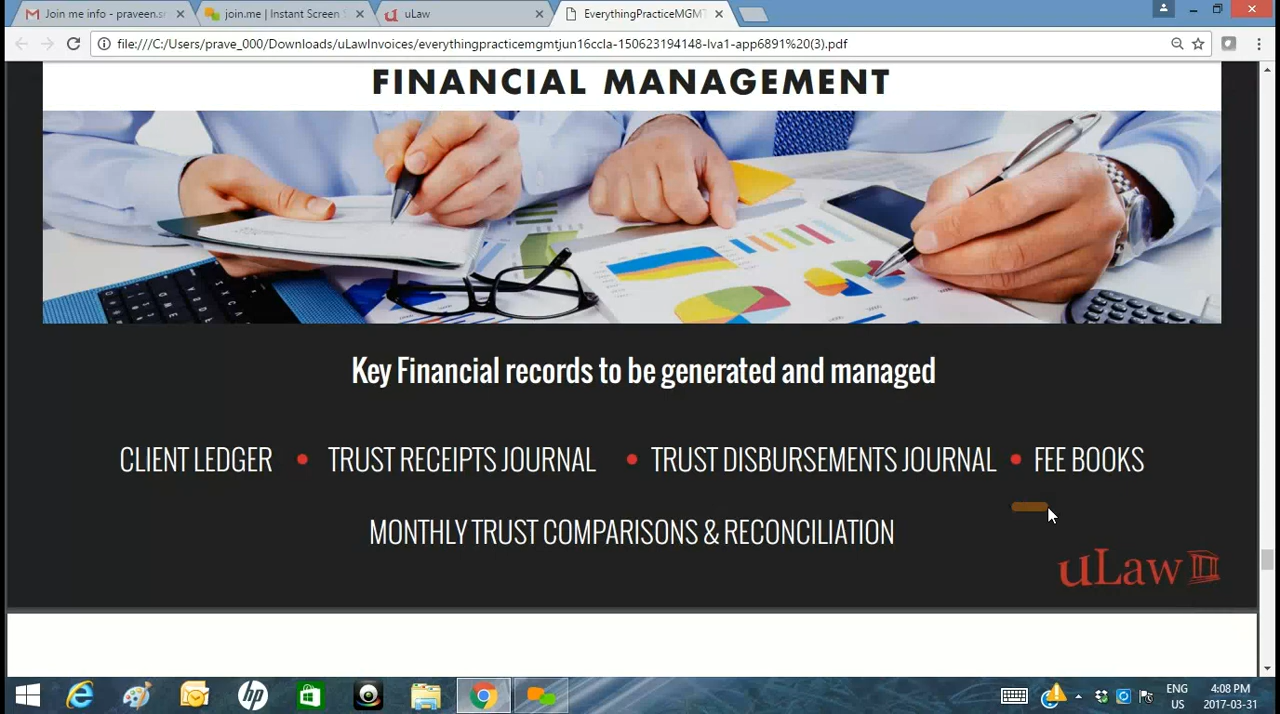 Join me info - praveen.s
join.me | Instant Screen S
uLaw
EverythingPracticeMGMT
file:///C:/Users/prave_000/Downloads/uLawInvoices/everythingpracticemgmtjun16ccla-150623194148-lva1-app6891%20(3).pdf
FINANCIAL MANAGEMENT
Key Financial records to be generated and managed
CLIENT LEDGER • TRUST RECEIPTS JOURNAL • TRUST DISBURSEMENTS JOURNAL • FEE BOOKS
MONTHLY TRUST COMPARISONS & RECONCILIATION
uLaw
hp
ENG 4:08 PM
US 2017-03-31